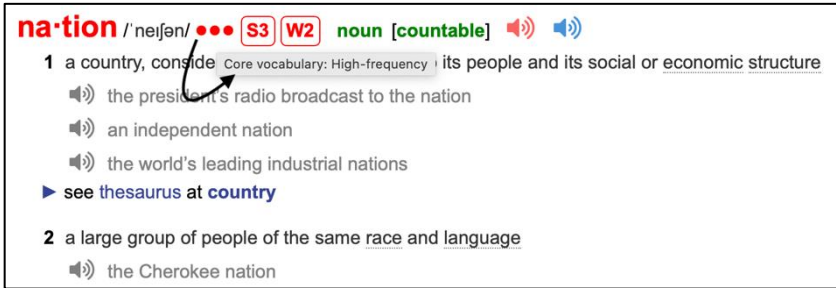 na·tion /ˈneɪʃən/ ●●● S3 W2 noun [countable]
1 a country, conside Core vocabulary: High-frequency its people and its social or economic structure
the president's radio broadcast to the nation
an independent nation
the world's leading industrial nations
► see thesaurus at country
2 a large group of people of the same race and language
the Cherokee nation